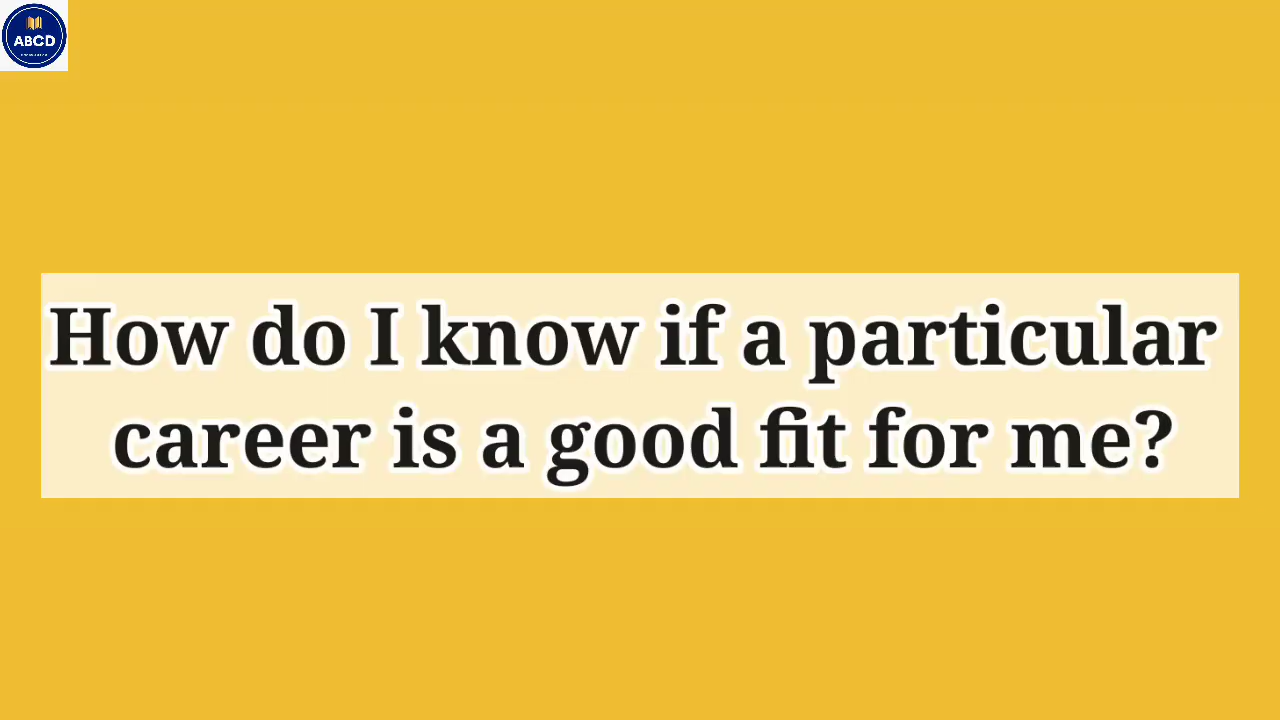 ABCD
How do I know if a particular
career is a good fit for me?